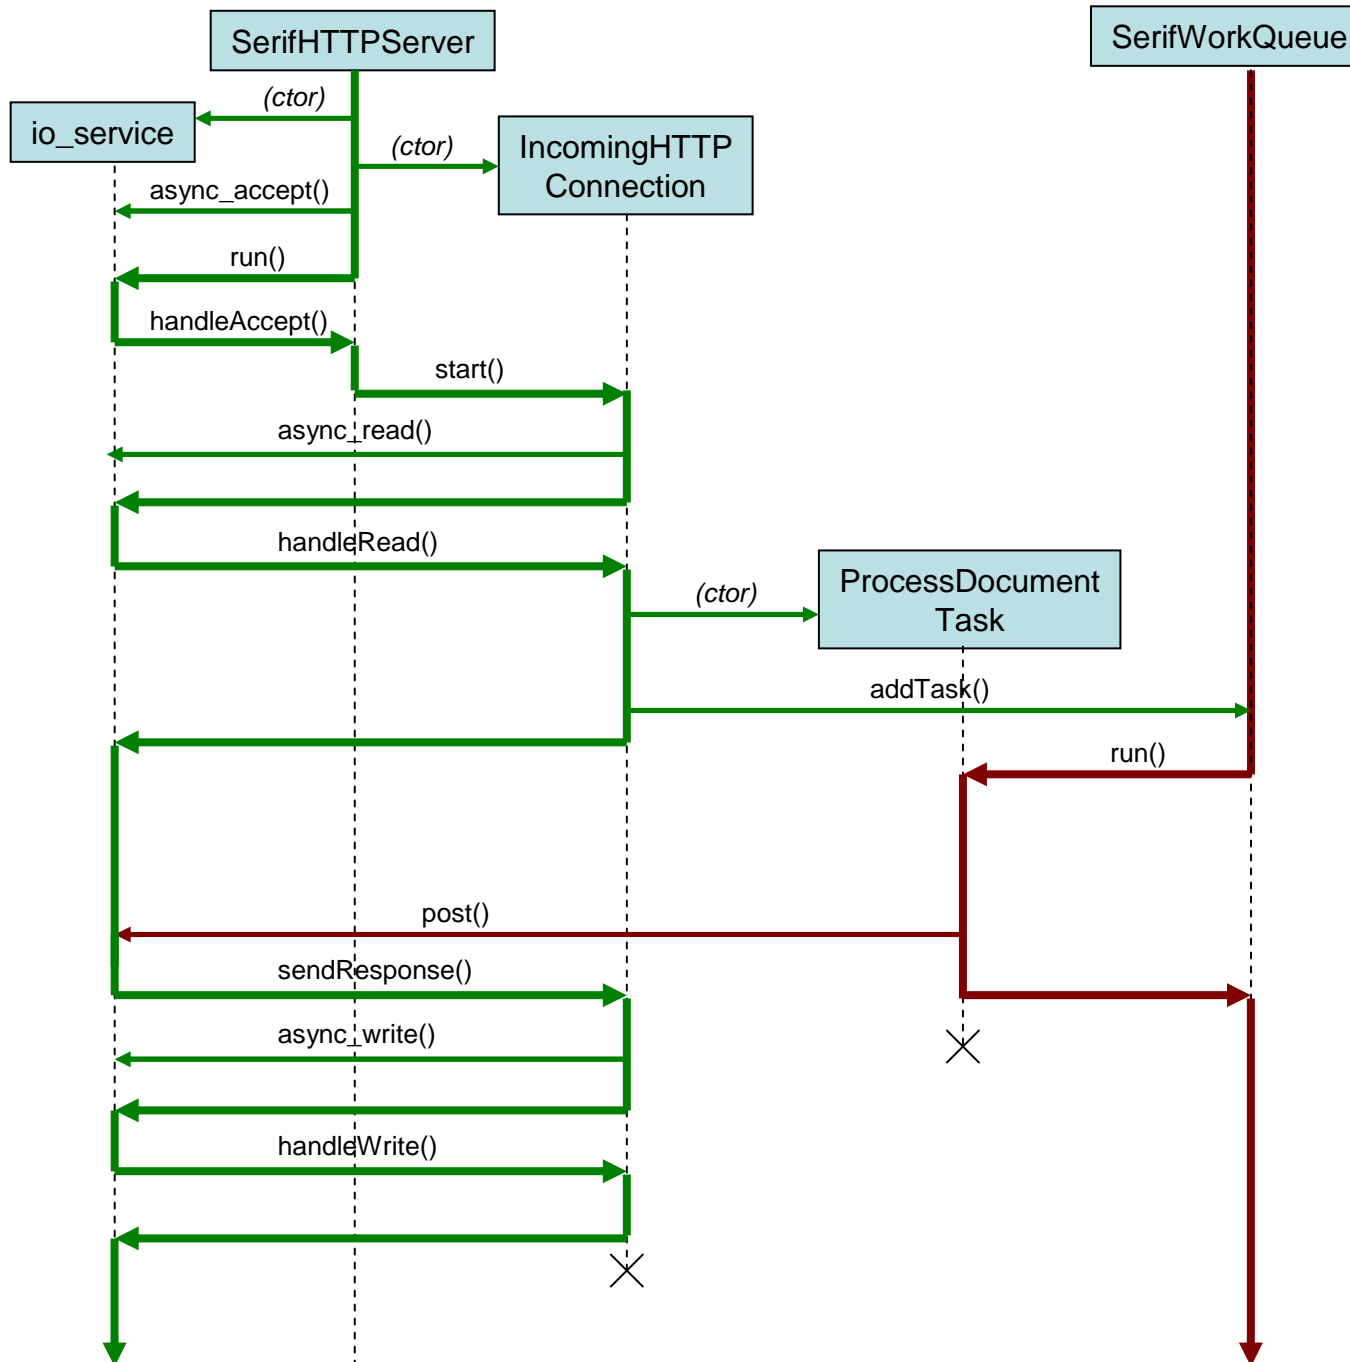 SerifHTTPServer
SerifWorkQueue
(ctor)
io_service
(ctor)
IncomingHTTP
Connection
async_accept()
run()
handleAccept()
start()
async_read()
handleRead()
ProcessDocument
Task
(ctor)
addTask()
run()
post()
sendResponse()
async_write()
handleWrite()